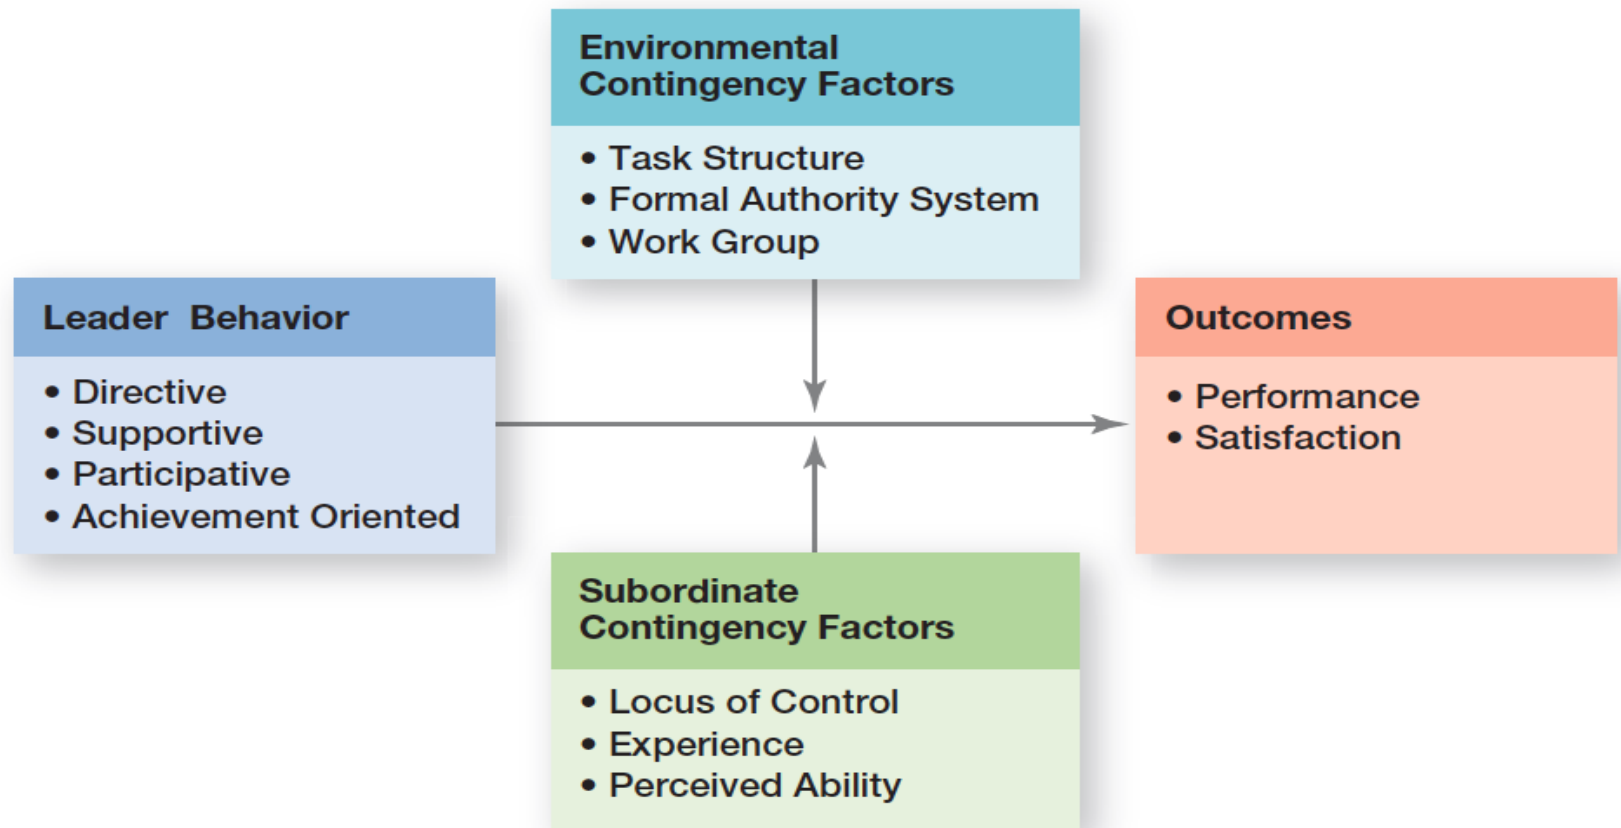 Environmental
Contingency Factors
• Task Structure
• Formal Authority System
• Work Group
Leader Behavior
• Directive
• Supportive
• Participative
• Achievement Oriented
Outcomes
• Performance
• Satisfaction
Subordinate
Contingency Factors
• Locus of Control
• Experience
• Perceived Ability